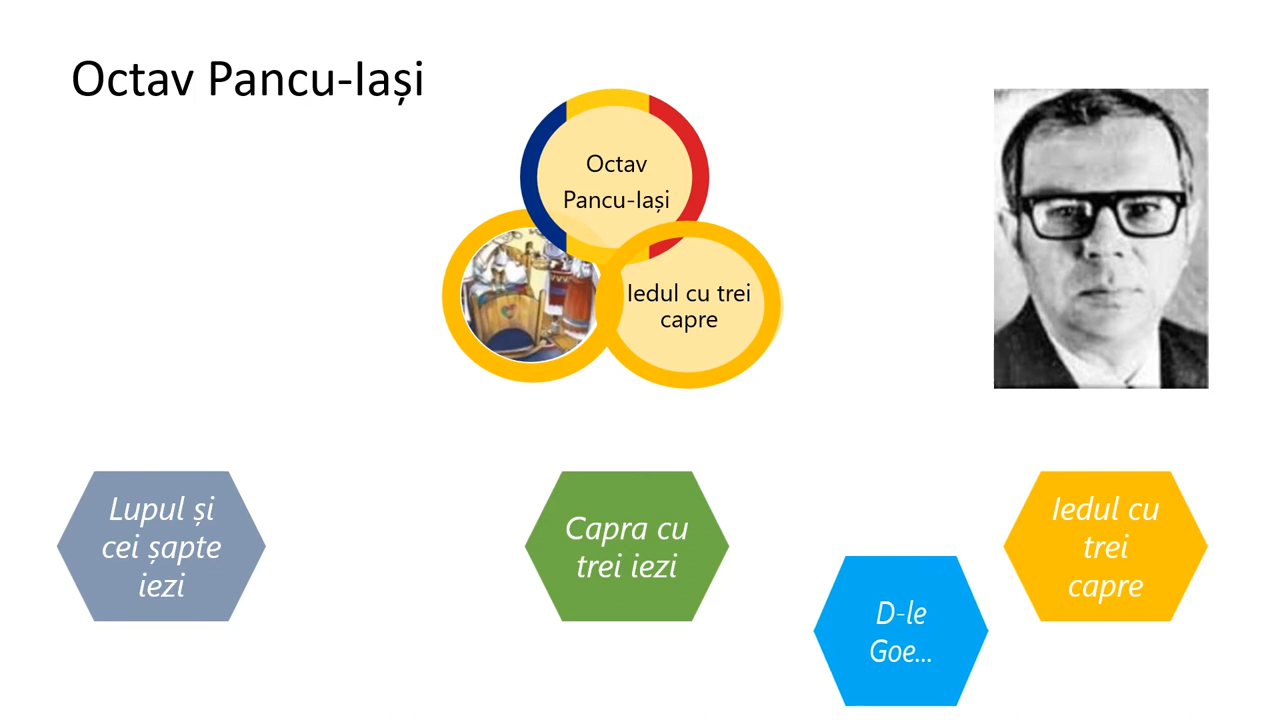 Octav Pancu-Iași
Octav
Pancu-Iași
Iedul cu trei
capre
Lupul și
cei șapte
iezi
Capra cu
trei iezi
D-le
Goe...
Iedul cu
trei
capre